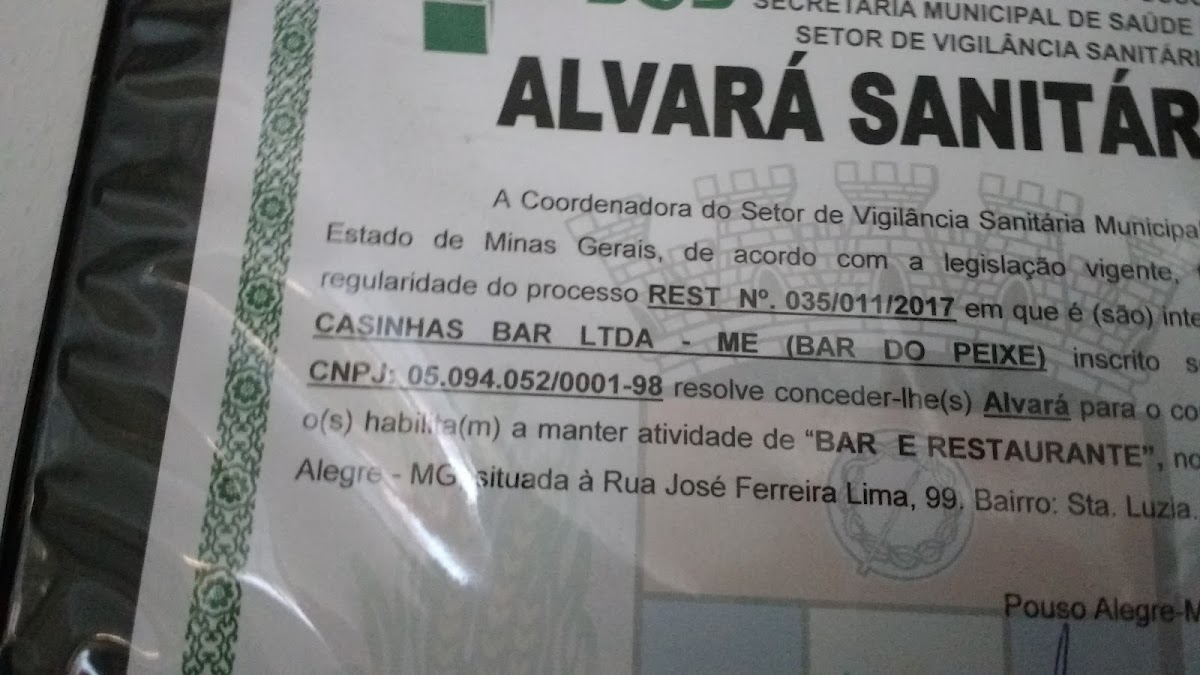 SECRETARIA MUNICIPAL DE SAÚDE
SETOR DE VIGILÂNCIA SANITÁRI
ALVARÁ SANITÁR
A Coordenadora do Setor de Vigilância Sanitária Municipal
Estado de Minas Gerais, de acordo com a legislação vigente,
regularidade do processo REST Nº. 035/011/2017 em que é (são) inte
CASINHAS BAR LTDA - ME (BAR DO PEIXE) inscrito s
CNPJ: 05.094.052/0001-98 resolve conceder-lhe(s) Alvará para o co
o(s) habilita(m) a manter atividade de “BAR E RESTAURANTE”, no
Alegre - MG situada à Rua José Ferreira Lima, 99. Bairro: Sta. Luzia.
Pouso Alegre-M